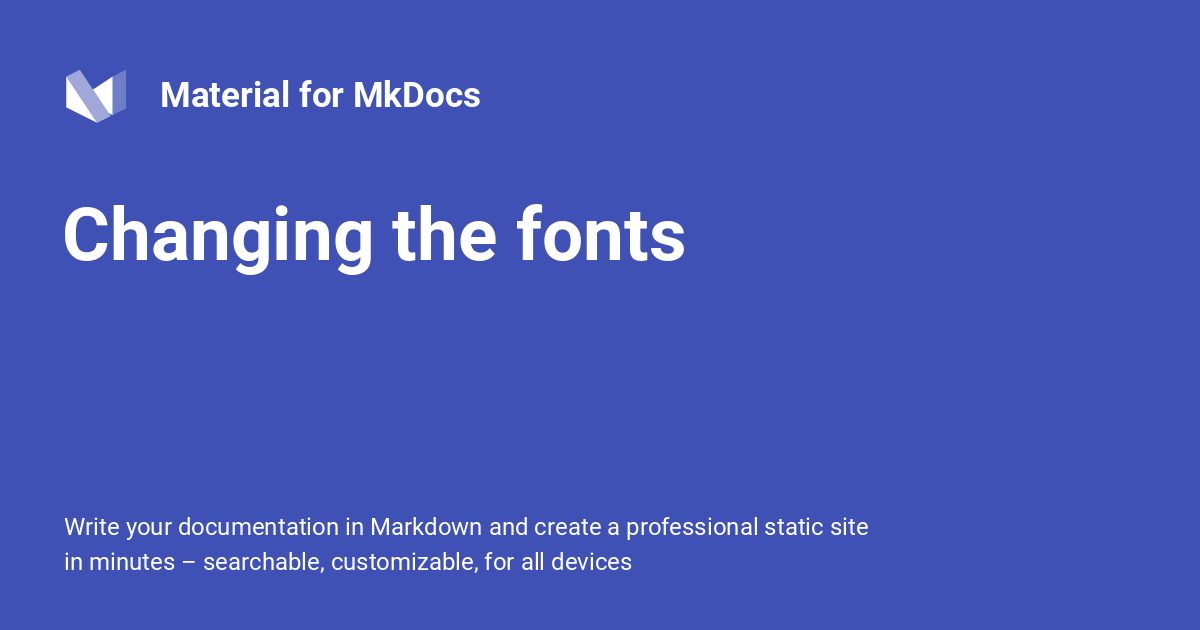 Material for MkDocs
Changing the fonts
Write your documentation in Markdown and create a professional static site
in minutes – searchable, customizable, for all devices